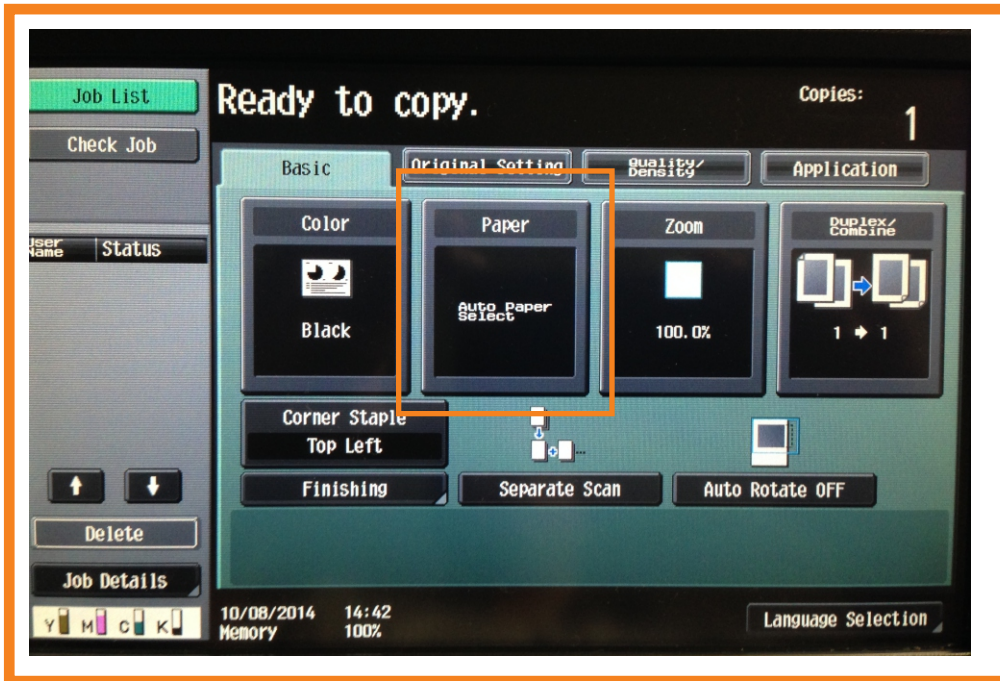 Job List
Check Job
User
Name
Status
Delete
Job Details
Y M C K
Ready to copy.
Copies:
1
Basic
Original Setting
Quality/
Density
Application
Color
Black
Paper
Auto Paper
Select
Zoom
100.0%
Duplex/
Combine
1 → 1
Corner Staple
Top Left
Finishing
Separate Scan
Auto Rotate OFF
10/08/2014 14:42
Memory 100%
Language Selection